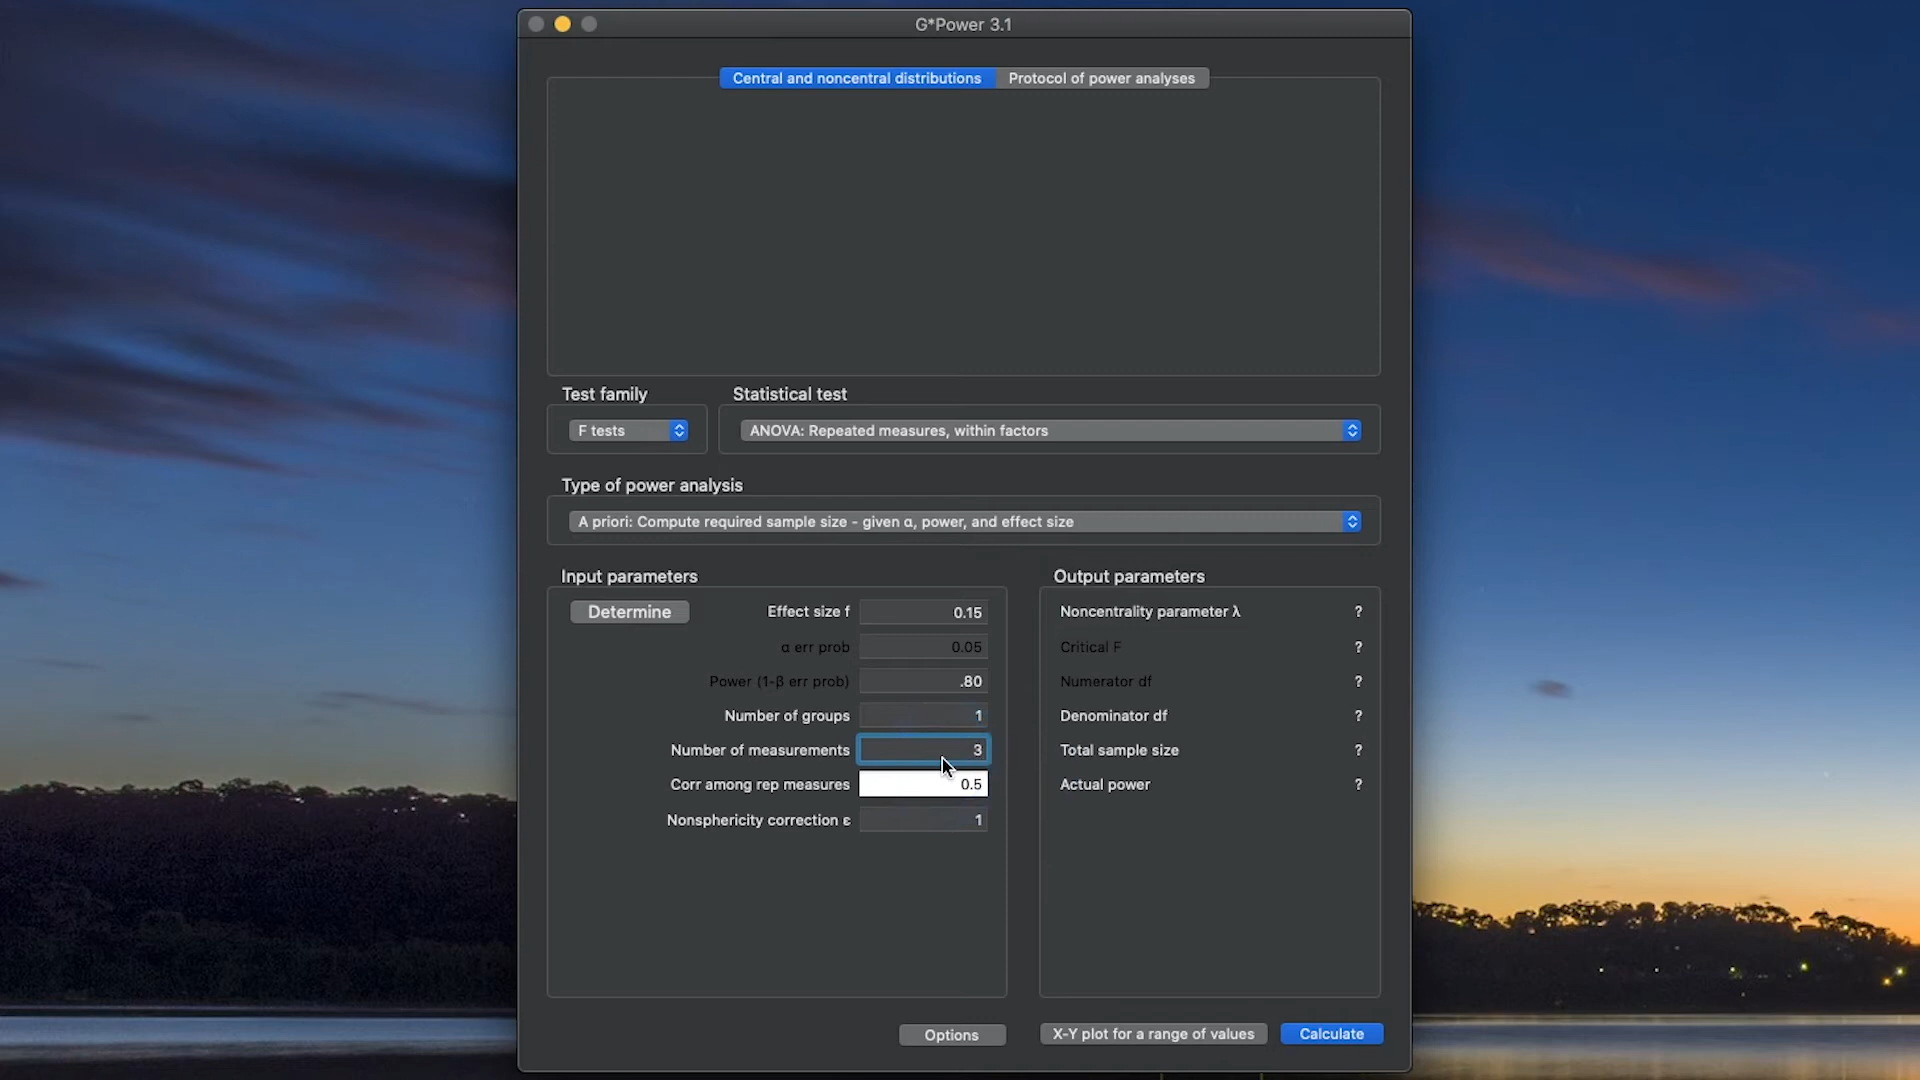 G*Power 3.1
Central and noncentral distributions Protocol of power analyses
Test family Statistical test
F tests ANOVA: Repeated measures, within factors
Type of power analysis
A priori: Compute required sample size - given α, power, and effect size
Input parameters Output parameters
Determine Effect size f 0.15 Noncentrality parameter λ ?
α err prob 0.05 Critical F ?
Power (1-β err prob) .80 Numerator df ?
Number of groups 1 Denominator df ?
Number of measurements 3 Total sample size ?
Corr among rep measures 0.5 Actual power ?
Nonsphericity correction ε 1
Options X-Y plot for a range of values Calculate